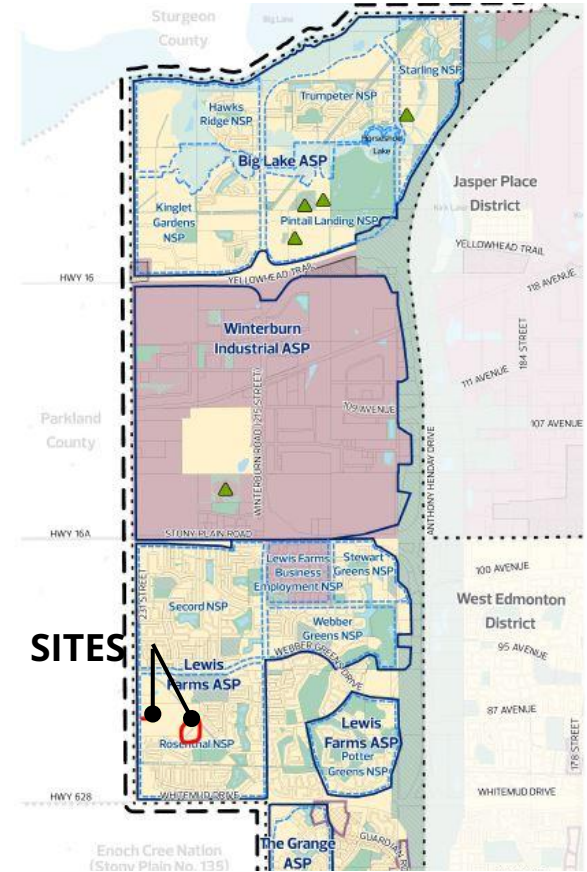 Sturgeon
County
Big Lake
Starling NSP
Trumpeter NSP
Hawks
Ridge NSP
Horseshoe
Lake
Big Lake ASP
Jasper Place
District
Kinglet
Gardens
NSP
Pintail Landing NSP
YELLOWHEAD TRAIL
HWY 16
YELLOWHEAD TRAIL
118 AVENUE
Winterburn
Industrial ASP
184 STREET
111 AVENUE
WINTERBURN ROAD (215 STREET)
109 AVENUE
107 AVENUE
Parkland
County
ANTHONY HENDAY DRIVE
HWY 16A
STONY PLAIN ROAD
Lewis Farms
Business
Employment NSP
Stewart
Greens NSP
100 AVENUE
231 STREET
Secord NSP
West Edmonton
District
Webber
Greens NSP
SITES
WEBBER GREENS DRIVE
95 AVENUE
Lewis
Farms ASP
87 AVENUE
Lewis
Farms ASP
Potter
Greens NSP
Rosenthal NSP
178 STREET
HWY 628
WHITEMUD DRIVE
WHITEMUD DRIVE
The Grange
ASP
Enoch Cree Nation
(Stony Plain No. 135)